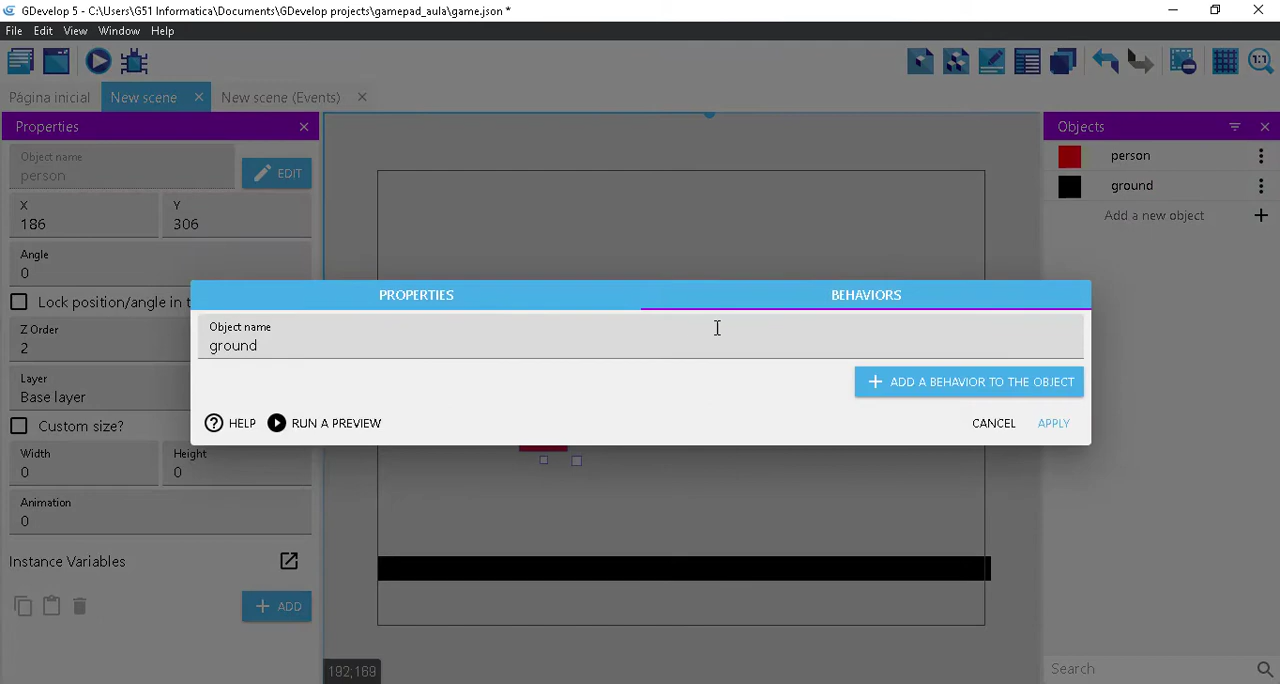 GDevelop 5 - C:\Users\G51 Informatica\Documents\GDevelop projects\gamepad_aula\game.json *
File Edit View Window Help
1:1
Página inicial New scene × New scene (Events) ×
Properties ×
Object name
person
EDIT
X Y
186 306
Angle
0
Lock position/angle in t
Z Order
2
Layer
Base layer
Custom size?
Width Height
0 0
Animation
0
Instance Variables
ADD
PROPERTIES BEHAVIORS
Object name
ground
+ ADD A BEHAVIOR TO THE OBJECT
? HELP RUN A PREVIEW CANCEL APPLY
192;169
Objects ×
person
ground
Add a new object +
Search